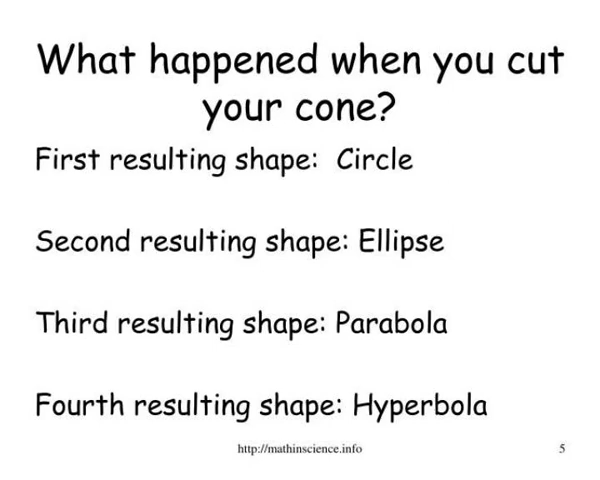 What happened when you cut
your cone?
First resulting shape: Circle
Second resulting shape: Ellipse
Third resulting shape: Parabola
Fourth resulting shape: Hyperbola
http://mathinscience.info 5